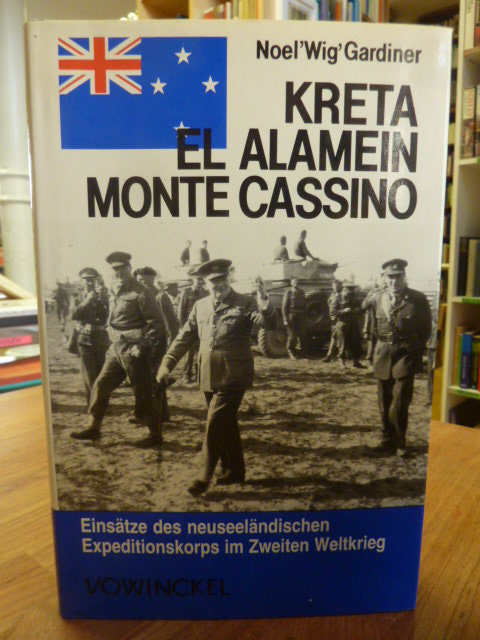 Noel'Wig'Gardiner
KRETA
EL ALAMEIN
MONTE CASSINO
Einsätze des neuseeländischen
Expeditionskorps im Zweiten Weltkrieg
VOWINCKEL